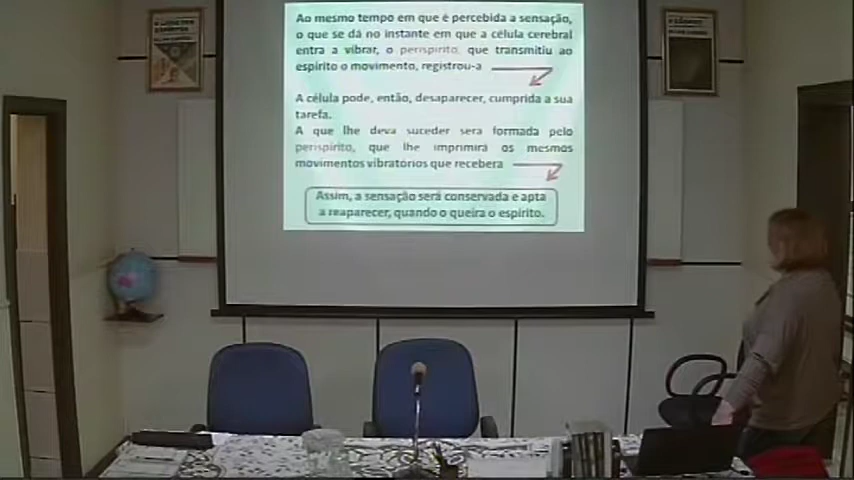 Ao mesmo tempo em que é percebida a sensação,
o que se dá no instante em que a célula cerebral
entra a vibrar, o perispírito, que transmitiu ao
espírito o movimento, registrou-a
A célula pode, então, desaparecer, cumprida a sua
tarefa.
A que lhe deva suceder será formada pelo
perispírito, que lhe imprimirá os mesmos
movimentos vibratórios que recebera
Assim, a sensação será conservada e apta
a reaparecer, quando o queira o espírito.